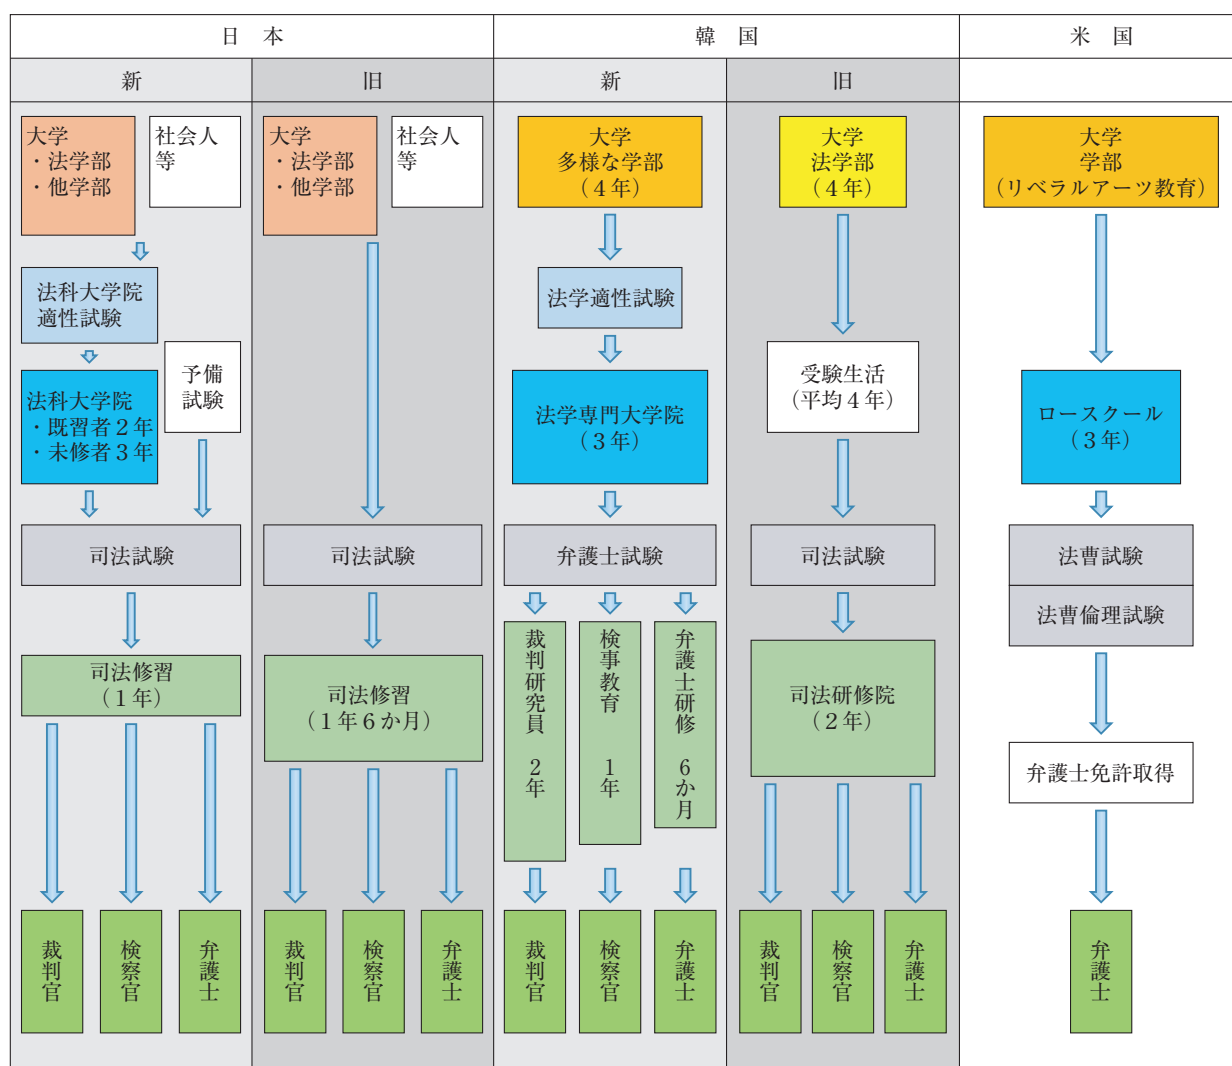 日 本
韓 国
米 国
新
旧
新
旧
大学
・法学部
・他学部
社会人
等
法科大学院
適性試験
予備
試験
法科大学院
・既習者2年
・未修者3年
司法試験
司法修習
(1年)
裁判官
検察官
弁護士
大学
・法学部
・他学部
社会人
等
司法試験
司法修習
(1年6か月)
裁判官
検察官
弁護士
大学
多様な学部
(4年)
法学適性試験
法学専門大学院
(3年)
弁護士試験
裁判研究員 2年
検事教育 1年
弁護士研修 6か月
裁判官
検察官
弁護士
大学
法学部
(4年)
受験生活
(平均4年)
司法試験
司法研修院
(2年)
裁判官
検察官
弁護士
大学
学部
(リベラルアーツ教育)
ロースクール
(3年)
法曹試験
法曹倫理試験
弁護士免許取得
弁護士